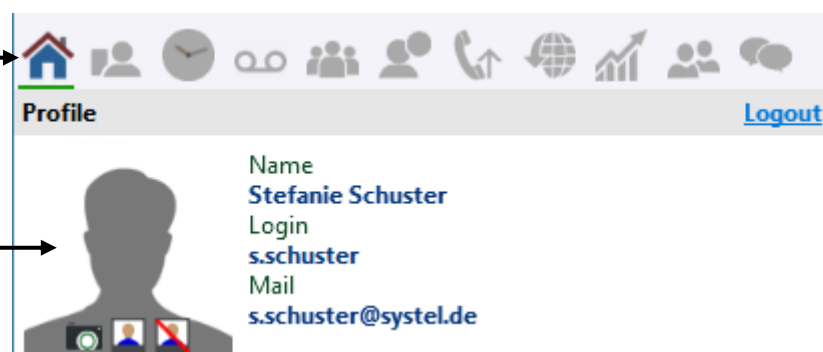 Profile
Logout
Name
Stefanie Schuster
Login
s.schuster
Mail
s.schuster@systel.de